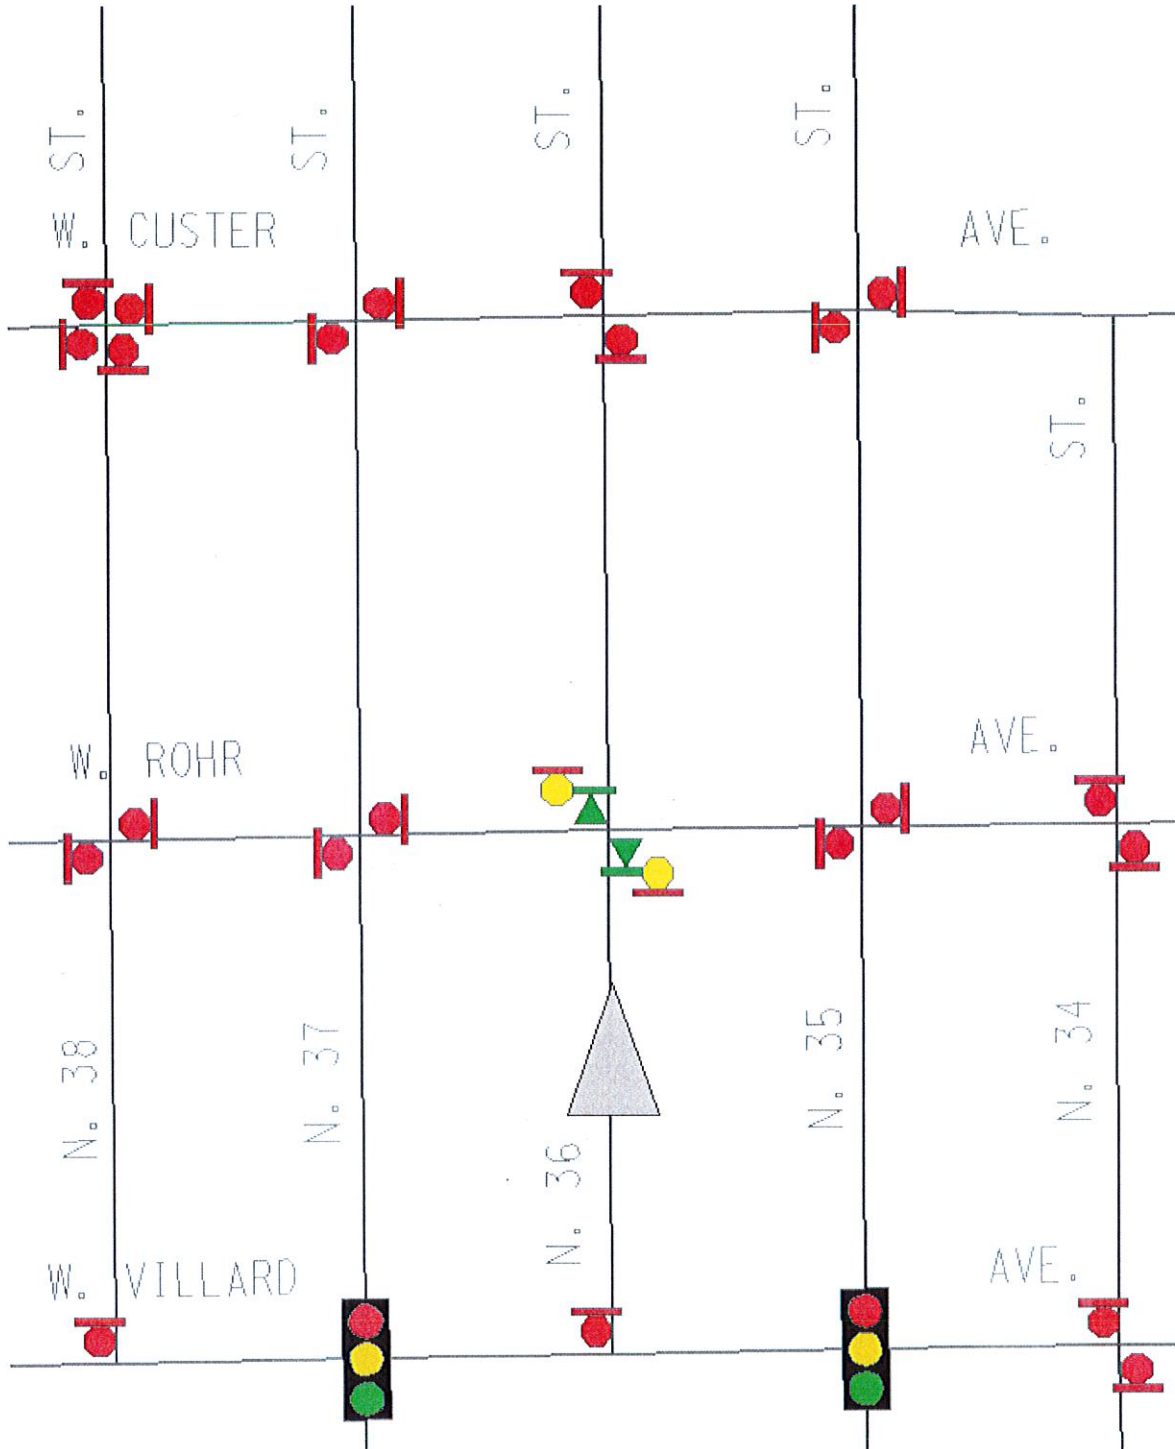 ST.
ST.
ST.
ST.
W. CUSTER AVE.
ST.
W. ROHR AVE.
N. 38
N. 37
N. 36
N. 35
N. 34
W. VILLARD AVE.